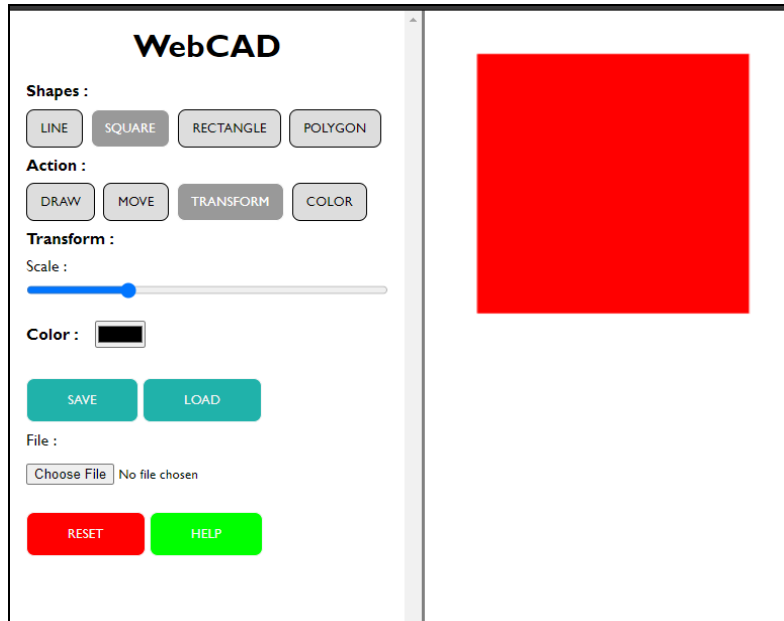 WebCAD
Shapes :
LINE SQUARE RECTANGLE POLYGON
Action :
DRAW MOVE TRANSFORM COLOR
Transform :
Scale :
Color :
SAVE LOAD
File :
Choose File No file chosen
RESET HELP